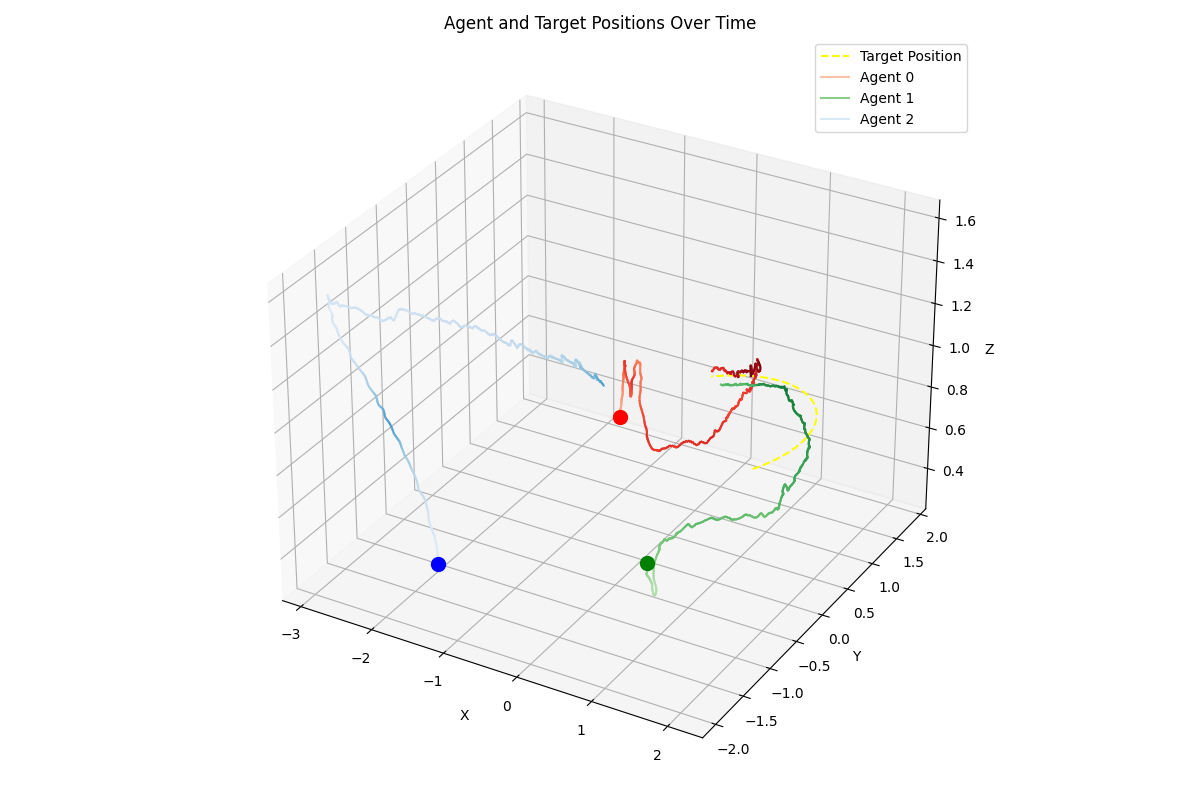 Agent and Target Positions Over Time
Target Position
Agent 0
Agent 1
Agent 2
1.6
1.4
1.2
1.0
0.8
0.6
0.4
Z
2.0
1.5
1.0
0.5
0.0
−0.5
−1.0
−1.5
−2.0
Y
−3
−2
−1
0
1
2
X